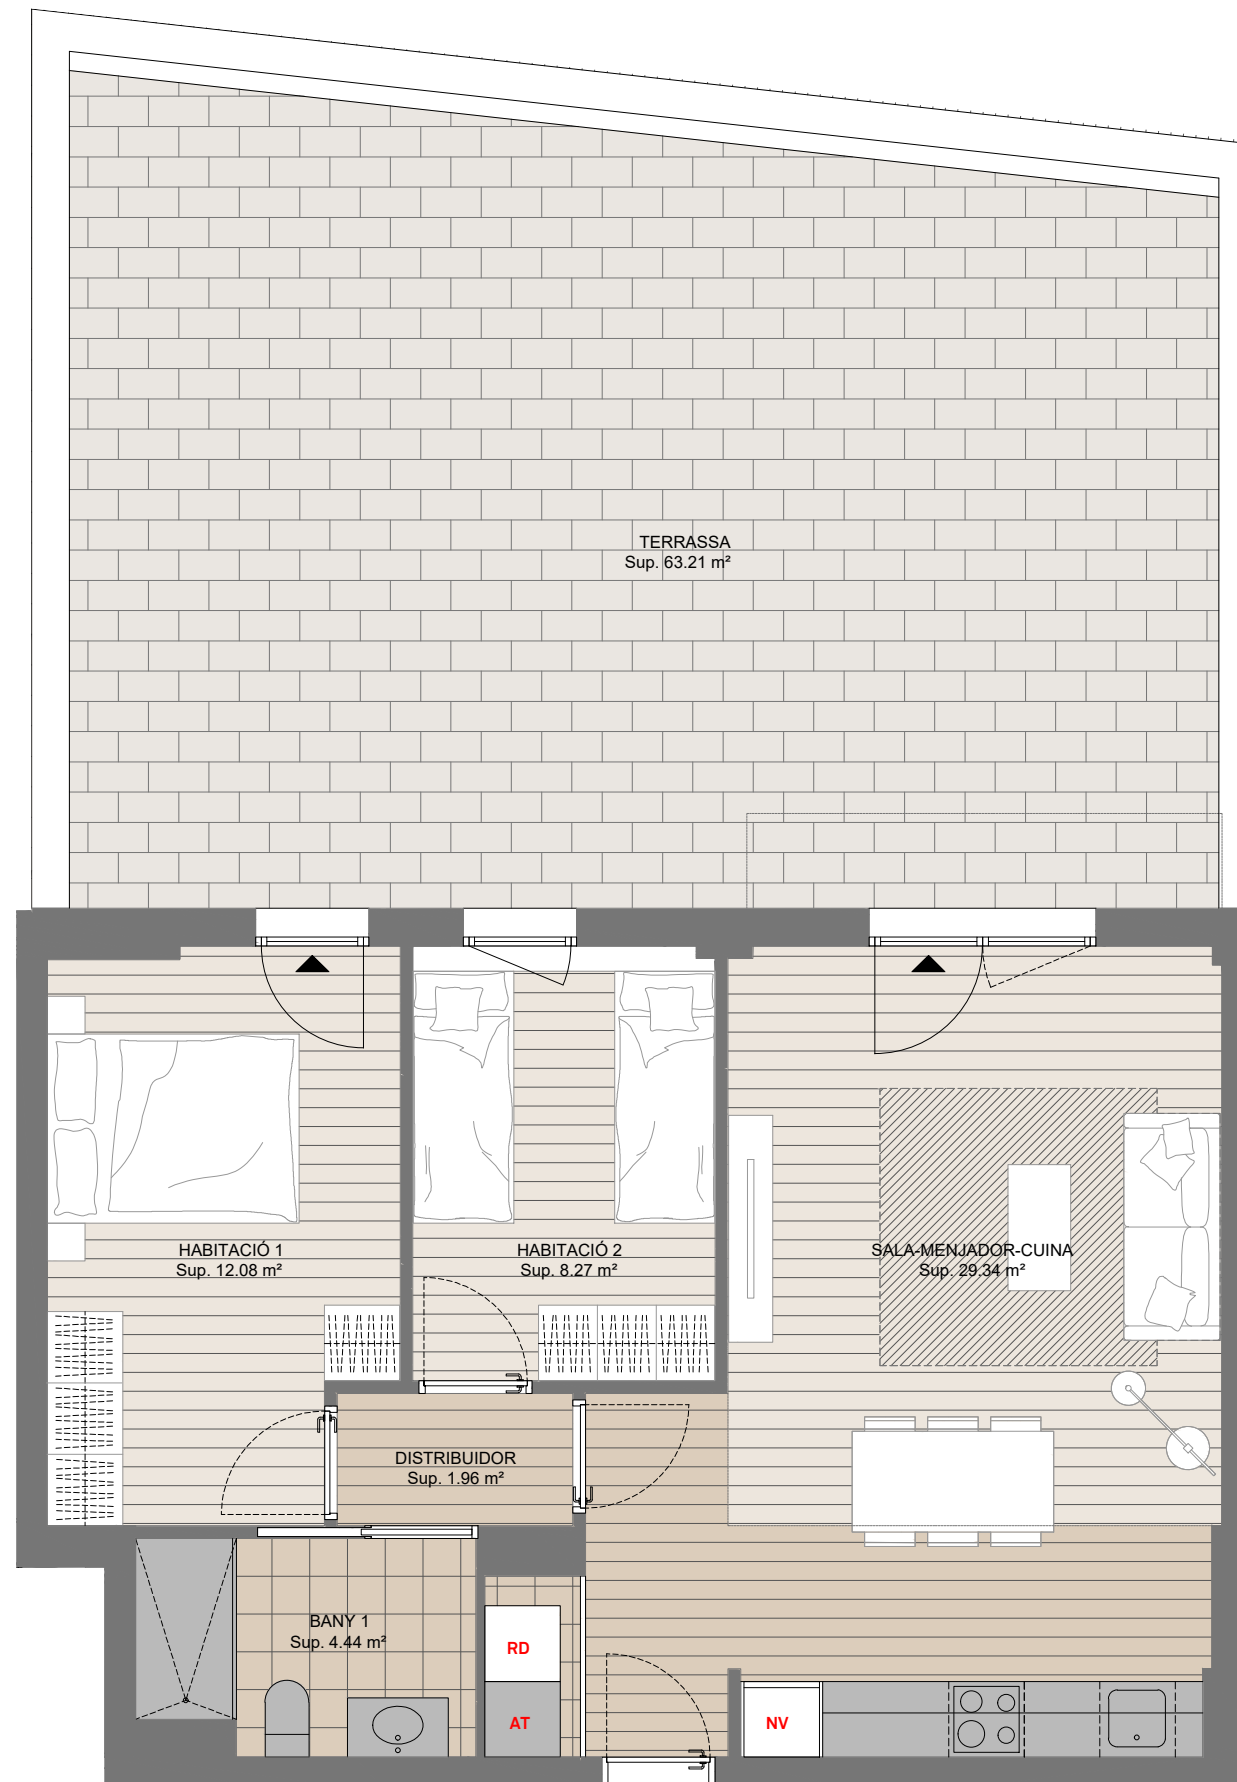 TERRASSA
Sup. 63.21 m²
HABITACIÓ 1
Sup. 12.08 m²
HABITACIÓ 2
Sup. 8.27 m²
SALA-MENJADOR-CUINA
Sup. 29.34 m²
DISTRIBUIDOR
Sup. 1.96 m²
BANY 1
Sup. 4.44 m²
RD
AT
NV